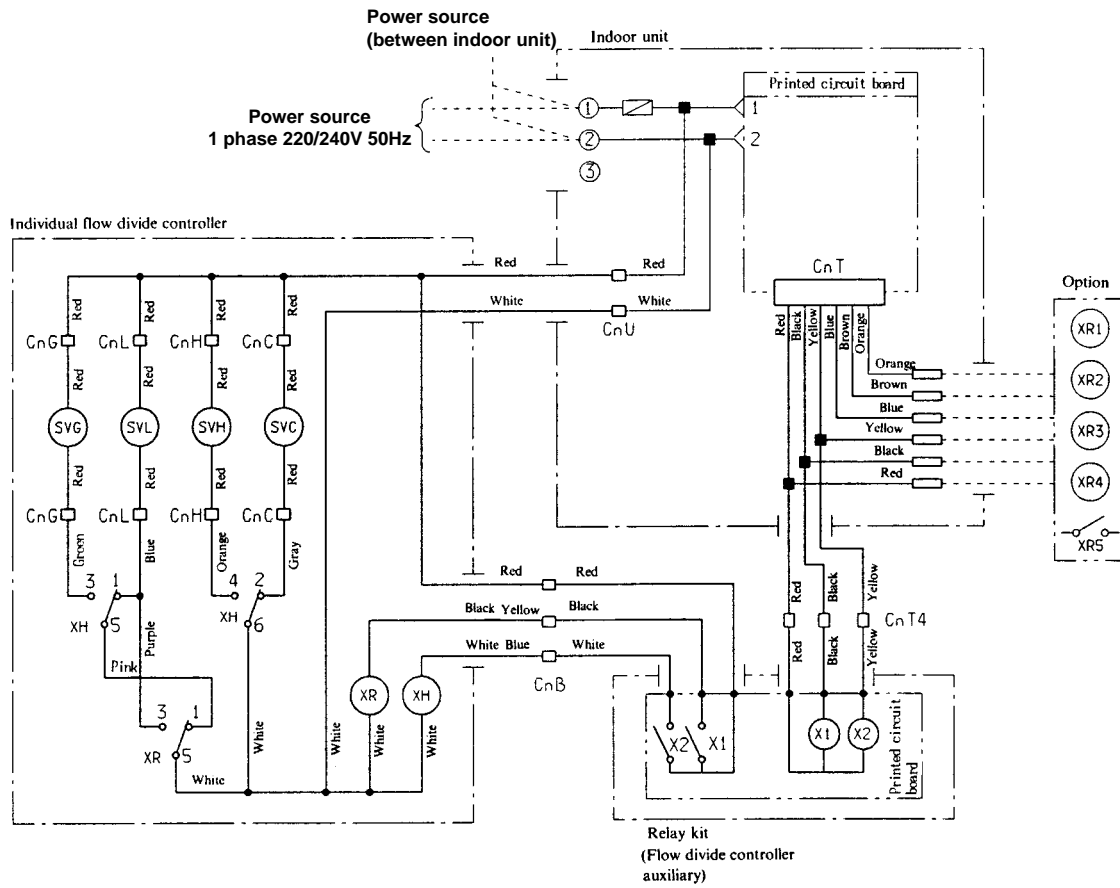 Power source
(between indoor unit)
Indoor unit
Printed circuit board
Power source
1 phase 220/240V 50Hz
1
1
2
2
3
Individual flow divide controller
Red
Red
White
White
CnU
CnT
Red
Black
Yellow
Blue
Brown
Orange
Option
XR1
XR2
XR3
XR4
XR5
Orange
Brown
Blue
Yellow
Black
Red
Red
Red
Red
Red
CnG
CnL
CnH
CnC
Red
Red
Red
Red
SVG
SVL
SVH
SVC
Red
Red
Red
Red
CnG
CnL
CnH
CnC
Green
Blue
Orange
Gray
3
1
4
2
XH
5
XH
6
Purple
Pink
3
1
XR
5
White
White
White
XR
XH
White
White
Red
Red
Black Yellow
Black
White Blue
White
CnB
Red
Black
Yellow
CnT4
Red
Black
Yellow
X2
X1
X1
X2
Printed circuit
board
Relay kit
(Flow divide controller
auxiliary)